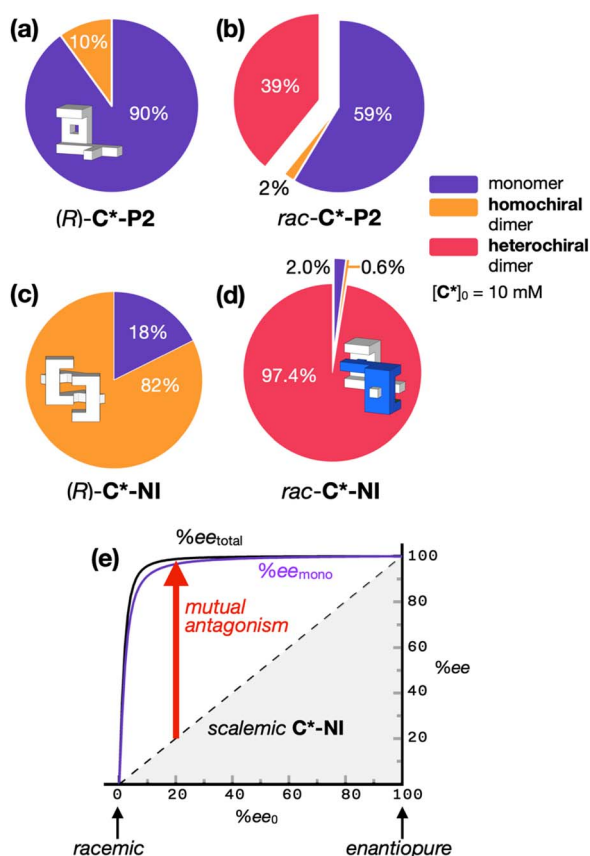 (a)
10%
90%
(R)-C*-P2
(b)
39%
59%
2%
rac-C*-P2
monomer
homochiral
dimer
heterochiral
dimer
[C*]₀ = 10 mM
(c)
18%
82%
(R)-C*-NI
(d)
2.0%
0.6%
97.4%
rac-C*-NI
(e)
%ee_total
%ee_mono
mutual
antagonism
scalemic C*-NI
100
80
60
40
20
%ee
0 20 40 60 80 100
%ee₀
racemic
enantiopure